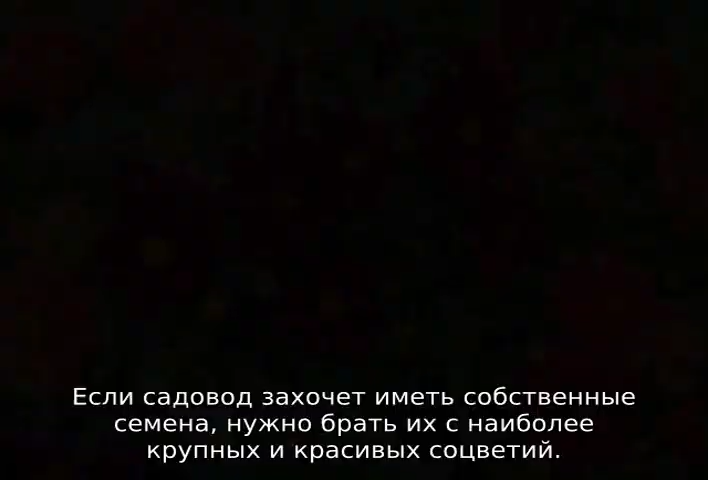 Если садовод захочет иметь собственные
семена, нужно брать их с наиболее
крупных и красивых соцветий.